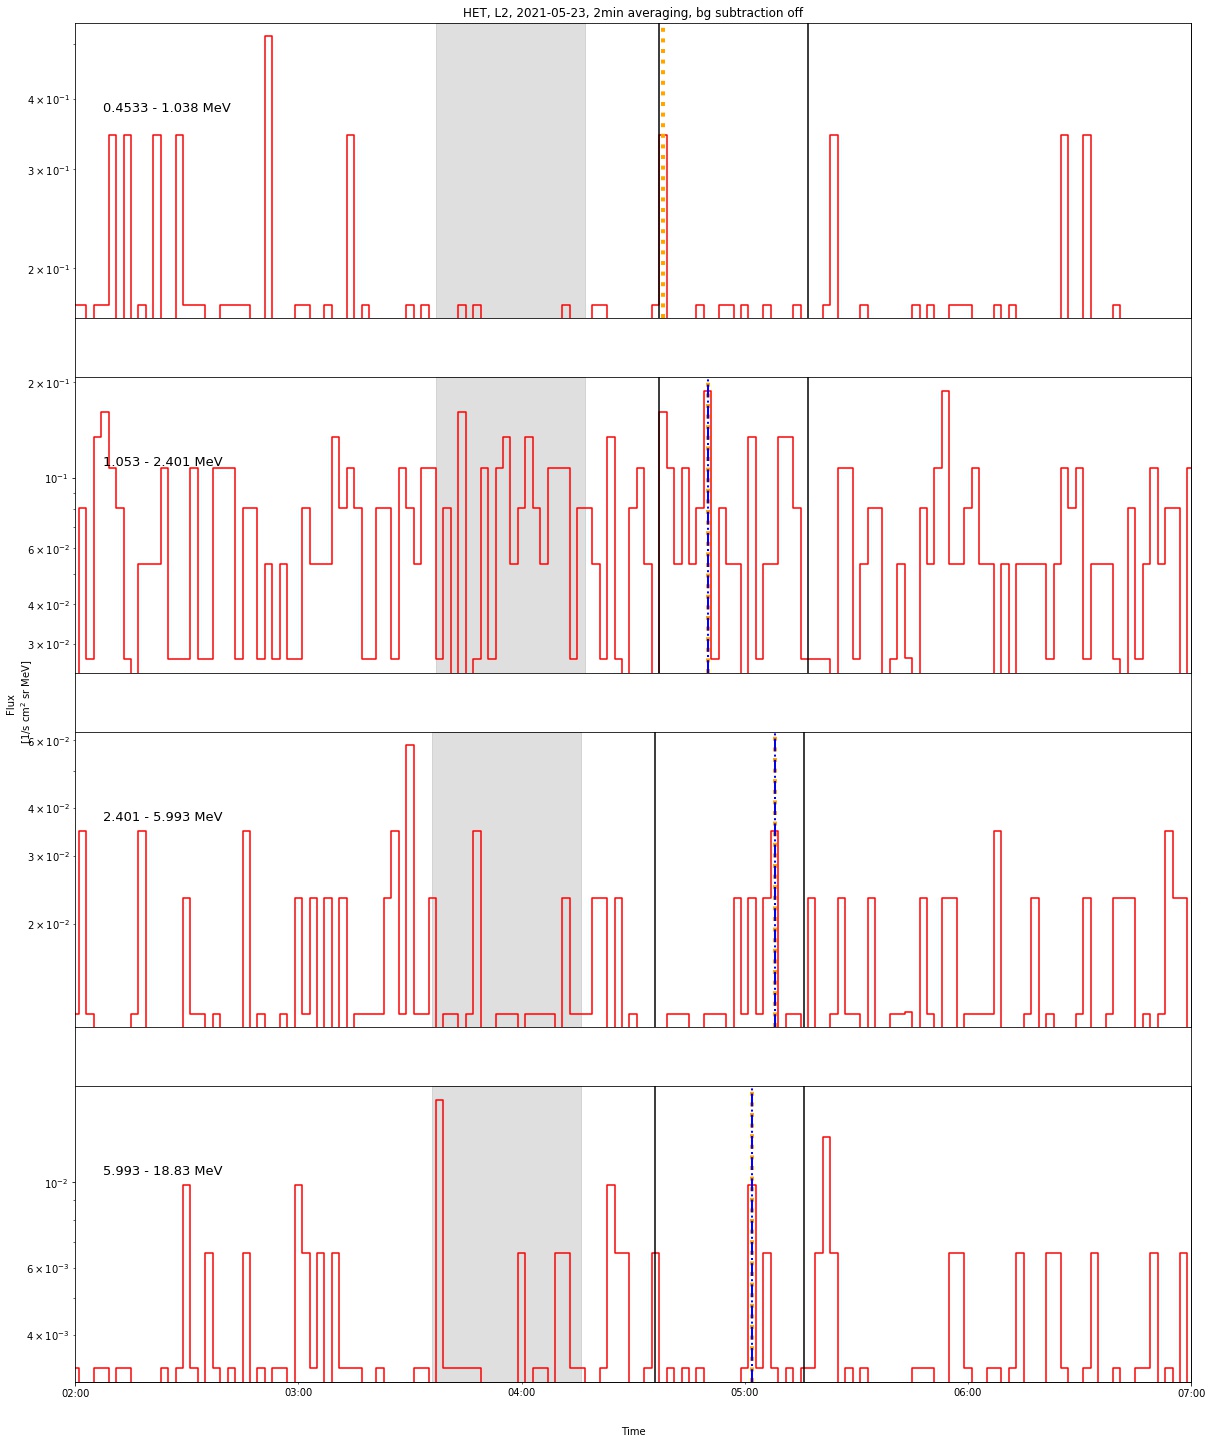 HET, L2, 2021-05-23, 2min averaging, bg subtraction off
4 × 10⁻¹
0.4533 - 1.038 MeV
3 × 10⁻¹
2 × 10⁻¹
2 × 10⁻¹
1.053 - 2.401 MeV
10⁻¹
6 × 10⁻²
4 × 10⁻²
3 × 10⁻²
Flux
[1/s cm² sr MeV]
6 × 10⁻²
4 × 10⁻²
2.401 - 5.993 MeV
3 × 10⁻²
2 × 10⁻²
5.993 - 18.83 MeV
10⁻²
6 × 10⁻³
4 × 10⁻³
02:00 03:00 04:00 05:00 06:00 07:00
Time